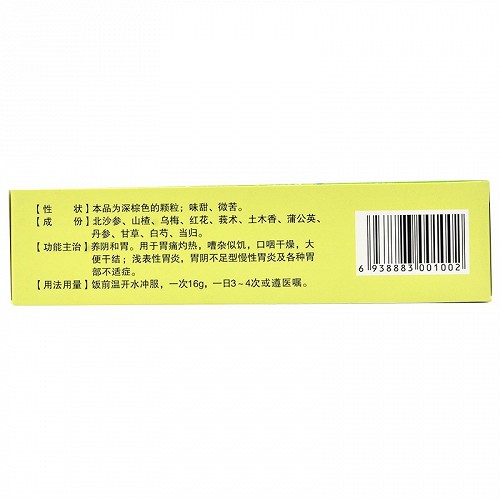 【性 状】本品为深棕色的颗粒；味甜、微苦。
【成 份】北沙参、山楂、乌梅、红花、莪术、土木香、蒲公英、
丹参、甘草、白芍、当归。
【功能主治】养阴和胃。用于胃痛灼热，嘈杂似饥，口咽干燥，大
便干结；浅表性胃炎，胃阴不足型慢性胃炎及各种胃
部不适症。
【用法用量】饭前温开水冲服，一次16g，一日3～4次或遵医嘱。
6 938883 001002